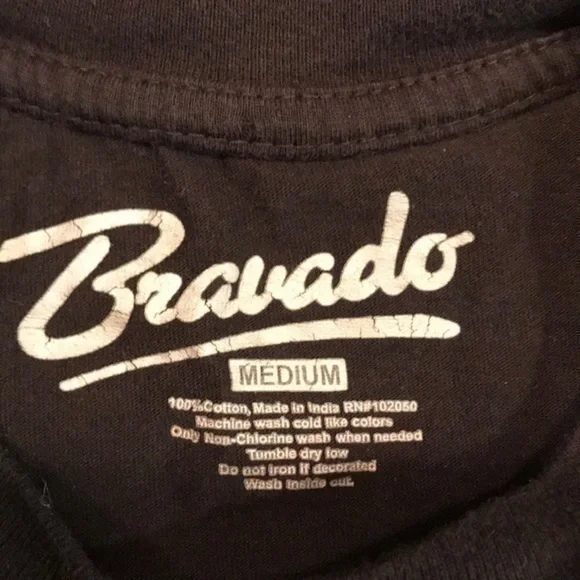 Bravado
MEDIUM
100%Cotton, Made in India RN#102050
Machine wash cold like colors
Only Non-Chlorine wash when needed
Tumble dry low
Do not iron if decorated
Wash inside out.